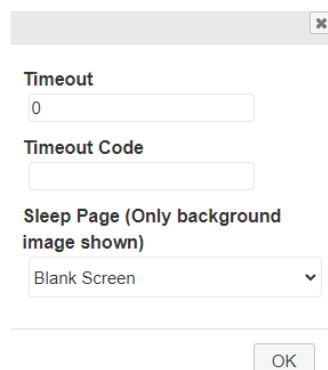 Timeout
0
Timeout Code
Sleep Page (Only background
image shown)
Blank Screen
OK